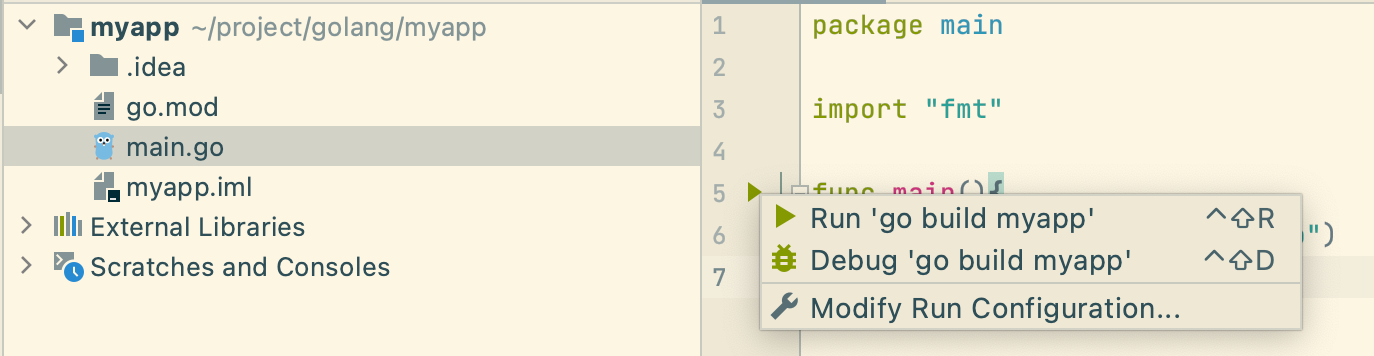 myapp ~/project/golang/myapp
.idea
go.mod
main.go
myapp.iml
External Libraries
Scratches and Consoles
1 package main
2
3 import "fmt"
4
5 func main(){
6 ")
7
Run 'go build myapp' ⌃⇧R
Debug 'go build myapp' ⌃⇧D
Modify Run Configuration...